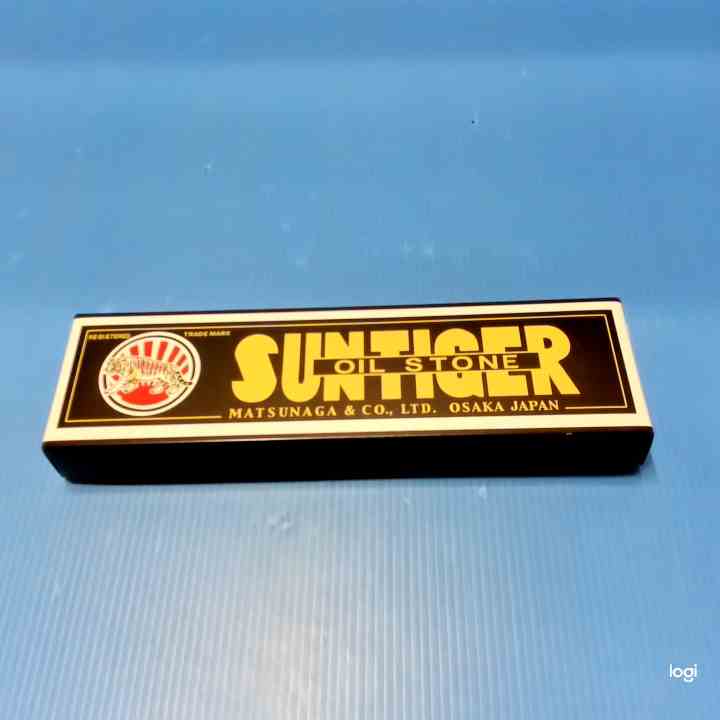 REGISTERED TRADE MARK
SUNTIGER
OIL STONE
MATSUNAGA & CO., LTD. OSAKA JAPAN
logi